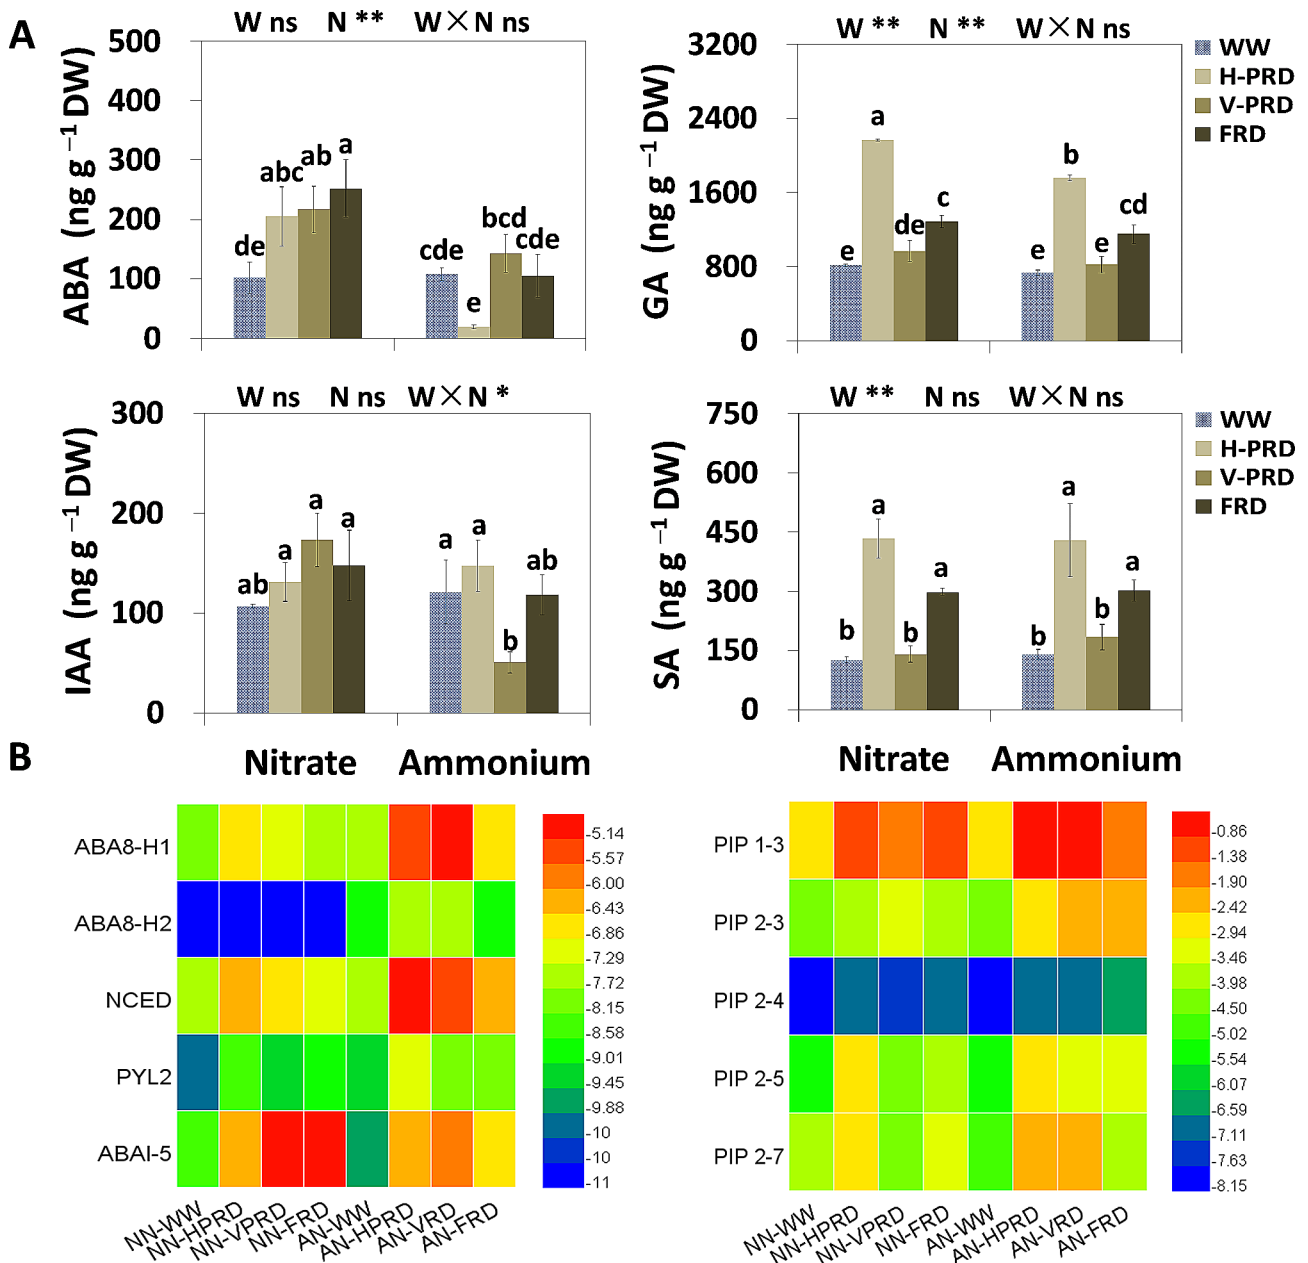 A
W ns N ** W×N ns
500
400
300
200
100
0
ABA (ng g ⁻¹ DW)
de abc ab a cde e bcd cde
W ** N ** W×N ns
3200
2400
1600
800
0
GA (ng g ⁻¹ DW)
e a de c e b e cd
WW
H-PRD
V-PRD
FRD
W ns N ns W×N *
300
200
100
0
IAA (ng g ⁻¹ DW)
ab a a a a a b ab
W ** N ns W×N ns
750
600
450
300
150
0
SA (ng g ⁻¹ DW)
b a b a b a b a
WW
H-PRD
V-PRD
FRD
B
Nitrate Ammonium
ABA8-H1
ABA8-H2
NCED
PYL2
ABAI-5
NN-WW
NN-HPRD
NN-VPRD
NN-FRD
AN-WW
AN-HPRD
AN-VRD
AN-FRD
-5.14
-5.57
-6.00
-6.43
-6.86
-7.29
-7.72
-8.15
-8.58
-9.01
-9.45
-9.88
-10
-10
-11
Nitrate Ammonium
PIP 1-3
PIP 2-3
PIP 2-4
PIP 2-5
PIP 2-7
NN-WW
NN-HPRD
NN-VPRD
NN-FRD
AN-WW
AN-HPRD
AN-VRD
AN-FRD
-0.86
-1.38
-1.90
-2.42
-2.94
-3.46
-3.98
-4.50
-5.02
-5.54
-6.07
-6.59
-7.11
-7.63
-8.15